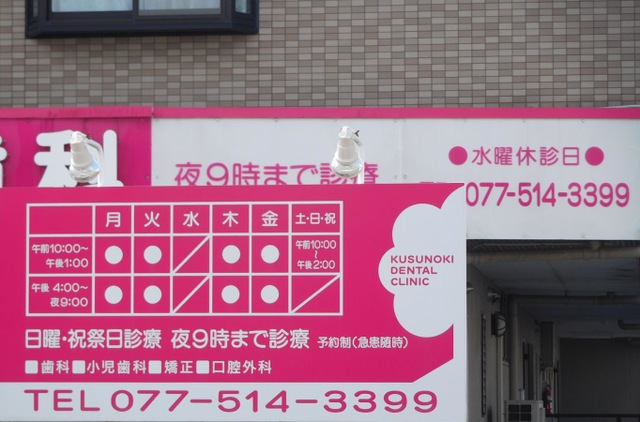 歯科
夜9時まで診療
●水曜休診日●
077-514-3399
月 火 水 木 金 土・日・祝
午前10:00～午後1:00 ● ● ／ ● ● 午前10:00～午後2:00
午後 4:00～夜9:00 ● ● ／ ● ● ／
KUSUNOKI
DENTAL
CLINIC
日曜・祝祭日診療 夜9時まで診療 予約制(急患随時)
■歯科■小児歯科■矯正■口腔外科
TEL 077-514-3399